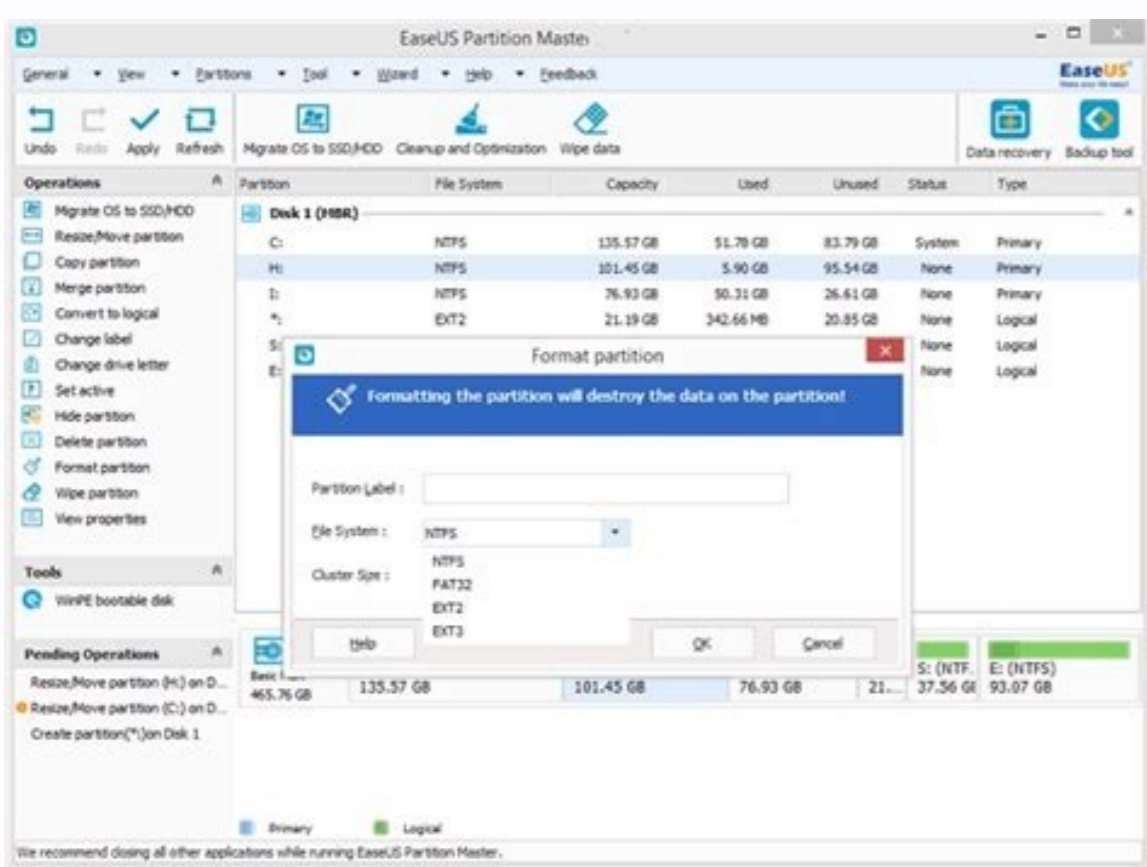 EaseUS Partition Master
General View Partitions Tool Wizard Help Feedback
EaseUS
Undo Redo Apply Refresh Migrate OS to SSD/HDD Cleanup and Optimization Wipe data Data recovery Backup tool
Operations
Migrate OS to SSD/HDD
Resize/Move partition
Copy partition
Merge partition
Convert to logical
Change label
Change drive letter
Set active
Hide partition
Delete partition
Format partition
Wipe partition
View properties
Tools
WinPE bootable disk
Pending Operations
Resize/Move partition (H:) on D...
Resize/Move partition (C:) on D...
Create partition(*:)on Disk 1
Partition File System Capacity Used Unused Status Type
Disk 1 (MBR)
C: NTFS 135.57 GB 51.78 GB 83.79 GB System Primary
H: NTFS 101.45 GB 5.90 GB 95.54 GB None Primary
I: NTFS 76.93 GB 50.31 GB 26.61 GB None Primary
*: EXT2 21.19 GB 342.66 MB 20.85 GB None Logical
S: None Logical
E: None Logical
Format partition
Formatting the partition will destroy the data on the partition!
Partition Label :
File System : NTFS
NTFS
FAT32
EXT2
EXT3
Cluster Size :
Help OK Cancel
S: (NTF. E: (NTFS)
465.76 GB 135.57 GB 101.45 GB 76.93 GB 21... 37.56 GB 93.07 GB
Primary Logical
We recommend closing all other applications while running EaseUS Partition Master.